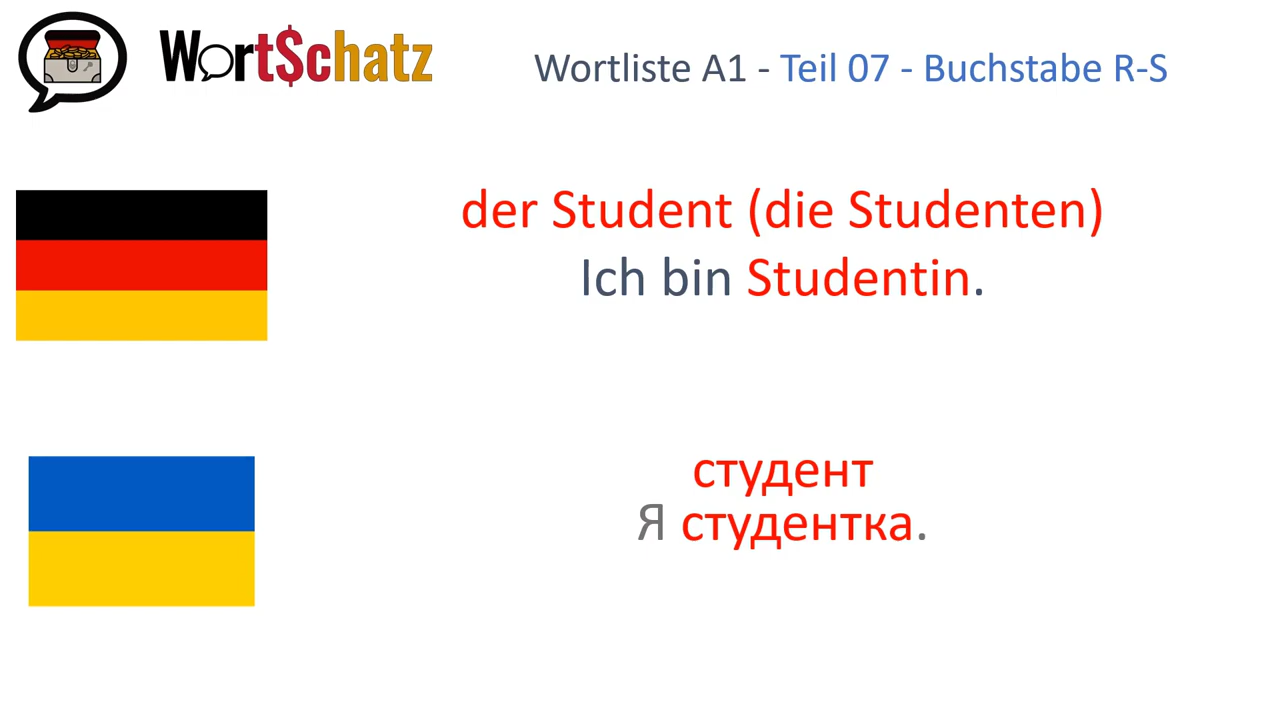 WortSchatz
Wortliste A1 - Teil 07 - Buchstabe R-S
der Student (die Studenten)
Ich bin Studentin.
студент
Я студентка.